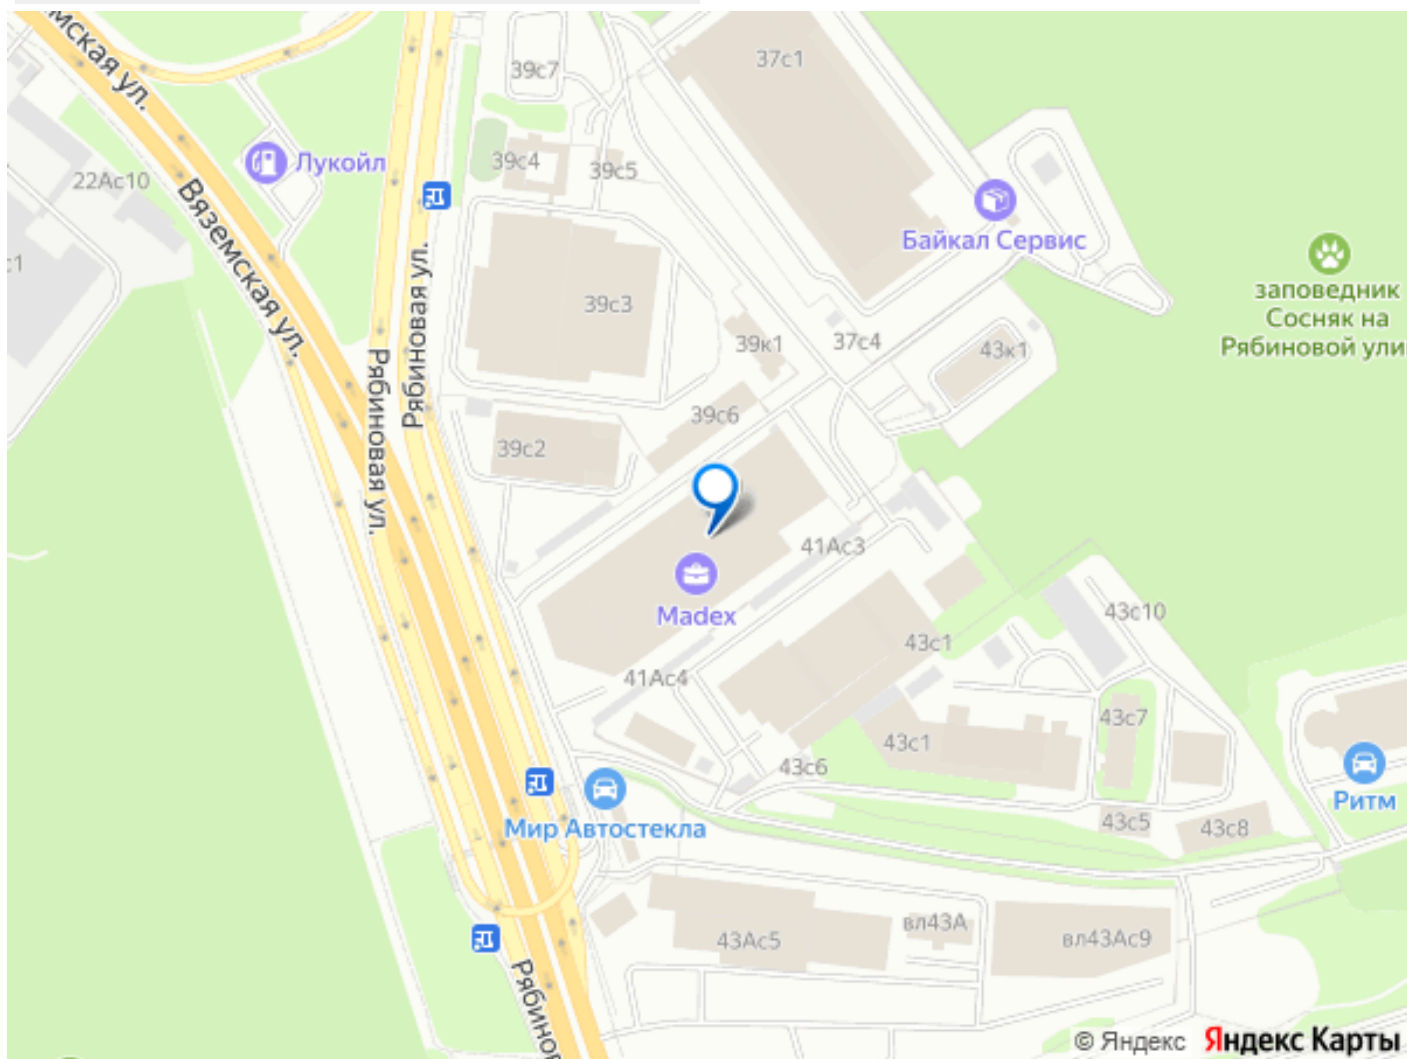 мская ул.
37с1
39с7
Лукойл
39с4
39с5
22Ас10
Вяземская ул.
Рябиновая ул.
Байкал Сервис
с1
39с3
заповедник
Сосняк на
Рябиновой ули
39к1
37с4
43к1
Рябиновая ул.
39с6
39с2
41Ас3
Madex
43с10
43с1
41Ас4
43с7
43с1
43с6
Ритм
Мир Автостекла
43с5
43с8
вл43А
43Ас5
вл43Ас9
Рябинов
© Яндекс Яндекс Карты